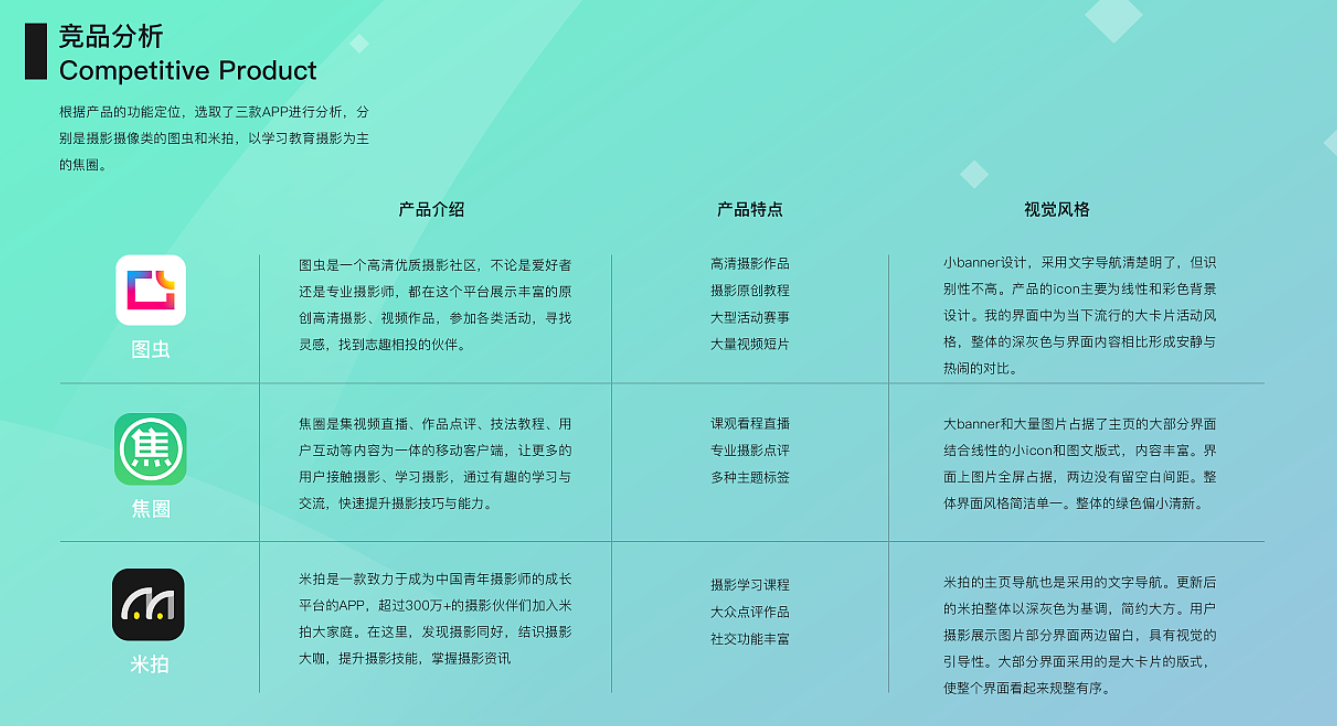 竞品分析
Competitive Product
根据产品的功能定位，选取了三款APP进行分析，分
别是摄影摄像类的图虫和米拍，以学习教育摄影为主
的焦圈。
产品介绍
产品特点
视觉风格
图虫
图虫是一个高清优质摄影社区，不论是爱好者
还是专业摄影师，都在这个平台展示丰富的原
创高清摄影、视频作品，参加各类活动，寻找
灵感，找到志趣相投的伙伴。
高清摄影作品
摄影原创教程
大型活动赛事
大量视频短片
小banner设计，采用文字导航清楚明了，但识
别性不高。产品的icon主要为线性和彩色背景
设计。我的界面中为当下流行的大卡片活动风
格，整体的深灰色与界面内容相比形成安静与
热闹的对比。
焦
焦圈
焦圈是集视频直播、作品点评、技法教程、用
户互动等内容为一体的移动客户端，让更多的
用户接触摄影、学习摄影，通过有趣的学习与
交流，快速提升摄影技巧与能力。
课观看程直播
专业摄影点评
多种主题标签
大banner和大量图片占据了主页的大部分界面
结合线性的小icon和图文版式，内容丰富。界
面上图片全屏占据，两边没有留空白间距。整
体界面风格简洁单一。整体的绿色偏小清新。
米拍
米拍是一款致力于成为中国青年摄影师的成长
平台的APP，超过300万+的摄影伙伴们加入米
拍大家庭。在这里，发现摄影同好，结识摄影
大咖，提升摄影技能，掌握摄影资讯
摄影学习课程
大众点评作品
社交功能丰富
米拍的主页导航也是采用的文字导航。更新后
的米拍整体以深灰色为基调，简约大方。用户
摄影展示图片部分界面两边留白，具有视觉的
引导性。大部分界面采用的是大卡片的版式，
使整个界面看起来规整有序。